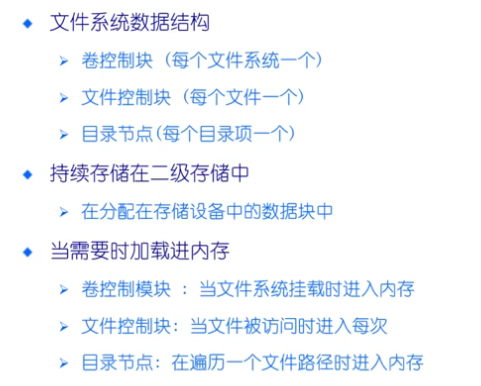 文件系统数据结构
卷控制块 (每个文件系统一个)
文件控制块 (每个文件一个)
目录节点(每个目录项一个)
持续存储在二级存储中
在分配在存储设备中的数据块中
当需要时加载进内存
卷控制模块 : 当文件系统挂载时进入内存
文件控制块: 当文件被访问时进入每次
目录节点: 在遍历一个文件路径时进入内存